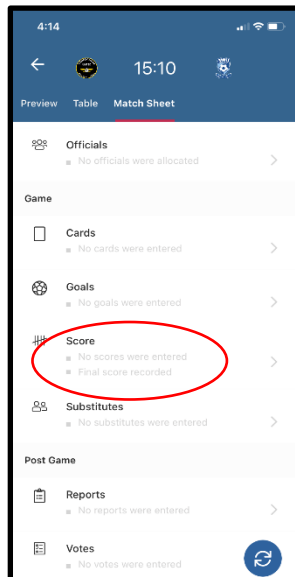 4:14
15:10
Preview Table Match Sheet
Officials
No officials were allocated
Game
Cards
No cards were entered
Goals
No goals were entered
Score
No scores were entered
Final score recorded
Substitutes
No substitutes were entered
Post Game
Reports
No reports were entered
Votes
No votes were entered